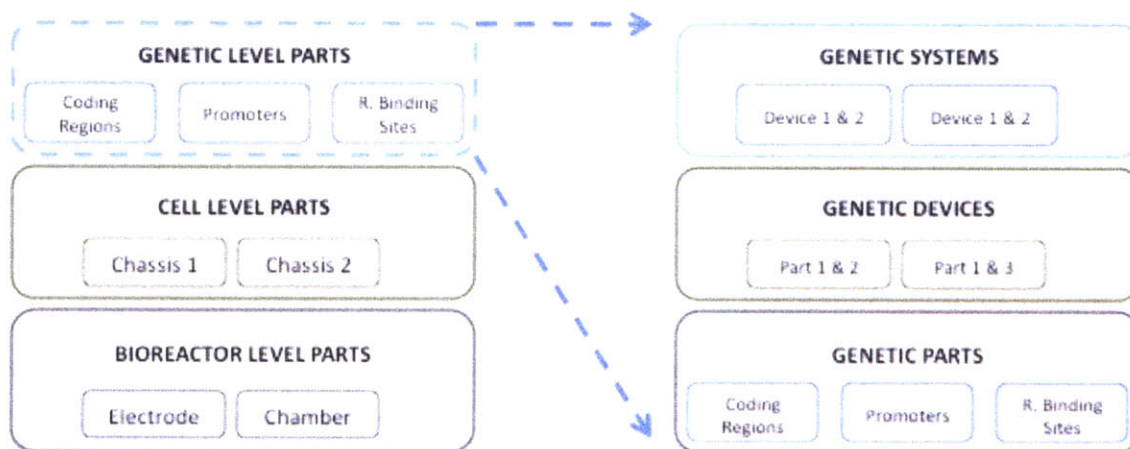 GENETIC LEVEL PARTS
Coding
Regions
Promoters
R. Binding
Sites
CELL LEVEL PARTS
Chassis 1
Chassis 2
BIOREACTOR LEVEL PARTS
Electrode
Chamber
GENETIC SYSTEMS
Device 1 & 2
Device 1 & 2
GENETIC DEVICES
Part 1 & 2
Part 1 & 3
GENETIC PARTS
Coding
Regions
Promoters
R. Binding
Sites